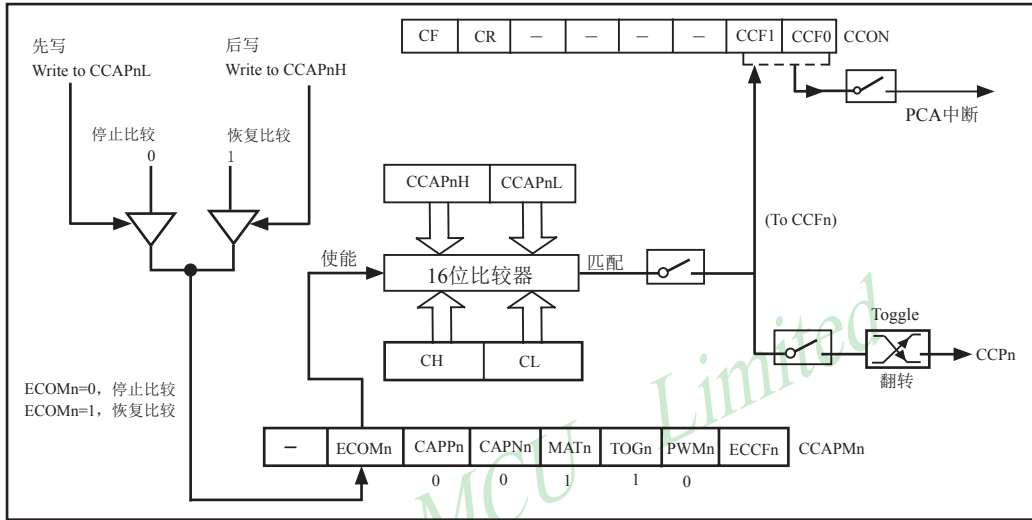 CF CR — — — — CCF1 CCF0 CCON
先写
Write to CCAPnL
后写
Write to CCAPnH
PCA中断
停止比较
0
恢复比较
1
CCAPnH CCAPnL
(To CCFn)
使能
16位比较器
匹配
CH CL
Toggle
CCPn
翻转
ECOMn=0，停止比较
ECOMn=1，恢复比较
— ECOMn CAPPn CAPNn MATn TOGn PWMn ECCFn CCAPMn
0 0 1 1 0
MCU Limited